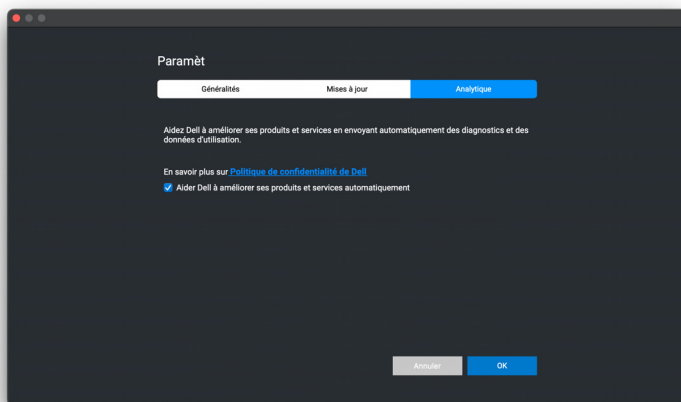 Paramèt
Généralités Mises à jour Analytique
Aidez Dell à améliorer ses produits et services en envoyant automatiquement des diagnostics et des
données d'utilisation.
En savoir plus sur Politique de confidentialité de Dell
Aider Dell à améliorer ses produits et services automatiquement
Annuler OK